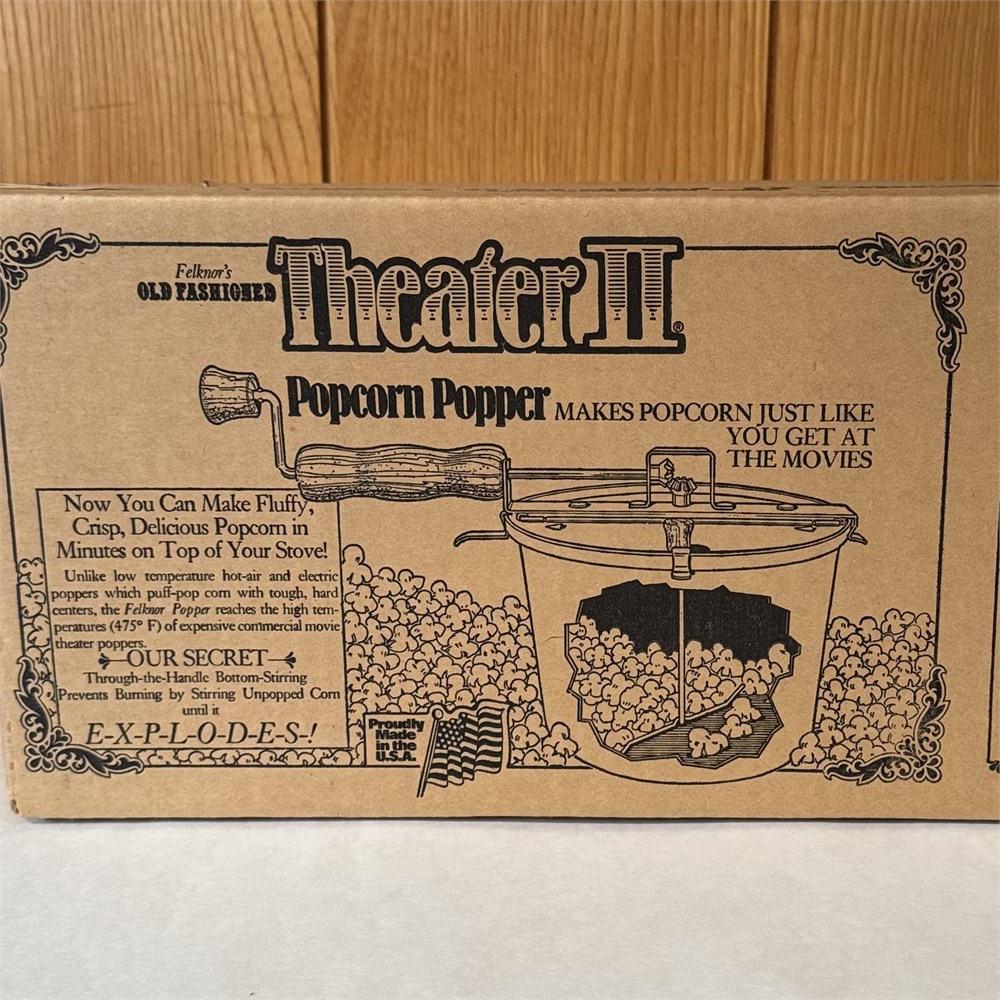 Felknor's
OLD FASHIONED
Theater II®
Popcorn Popper
MAKES POPCORN JUST LIKE
YOU GET AT
THE MOVIES
Now You Can Make Fluffy,
Crisp, Delicious Popcorn in
Minutes on Top of Your Stove!
Unlike low temperature hot-air and electric
poppers which puff-pop corn with tough, hard
centers, the Felknor Popper reaches the high tem-
peratures (475° F) of expensive commercial movie
theater poppers.
OUR SECRET
Through-the-Handle Bottom-Stirring
Prevents Burning by Stirring Unpopped Corn
until it
E-X-P-L-O-D-E-S-!
Proudly
Made
in the
U.S.A.